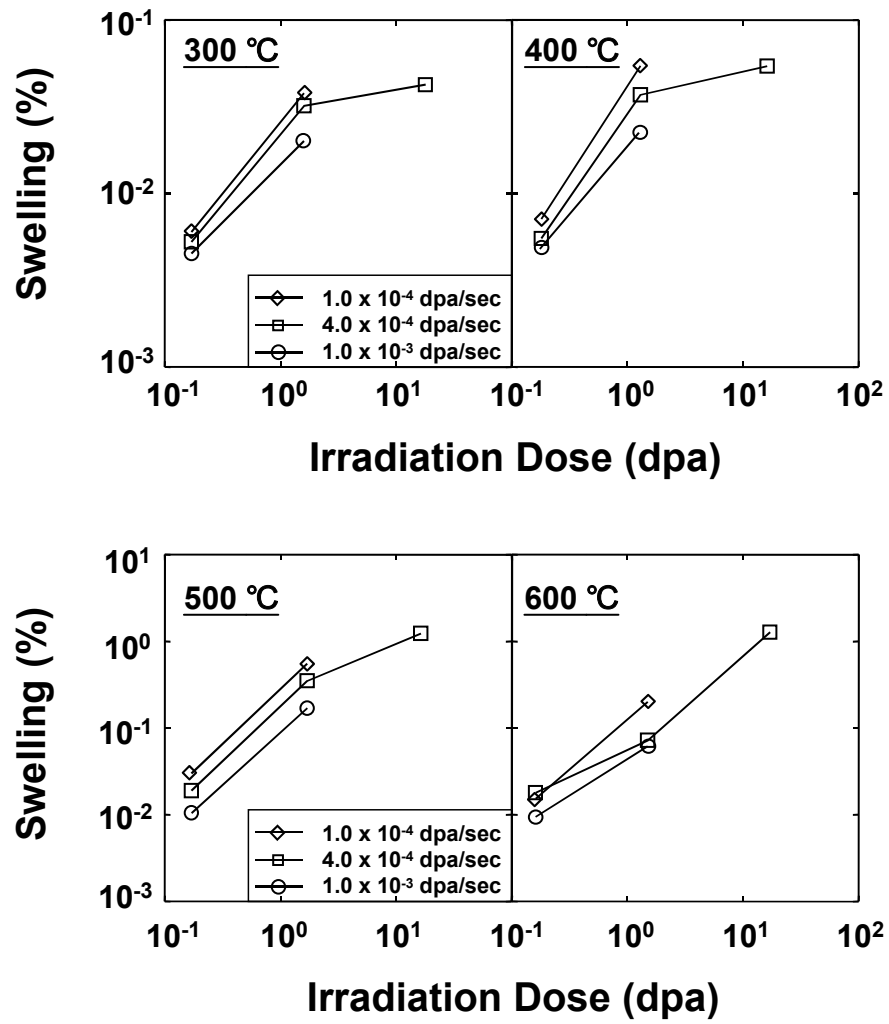 Swelling (%)
10⁻¹
10⁻²
10⁻³
300 ℃
400 ℃
1.0 x 10⁻⁴ dpa/sec
4.0 x 10⁻⁴ dpa/sec
1.0 x 10⁻³ dpa/sec
10⁻¹ 10⁰ 10¹ 10⁻¹ 10⁰ 10¹ 10²
Irradiation Dose (dpa)
Swelling (%)
10¹
10⁰
10⁻¹
10⁻²
10⁻³
500 ℃
600 ℃
1.0 x 10⁻⁴ dpa/sec
4.0 x 10⁻⁴ dpa/sec
1.0 x 10⁻³ dpa/sec
10⁻¹ 10⁰ 10¹ 10⁻¹ 10⁰ 10¹ 10²
Irradiation Dose (dpa)